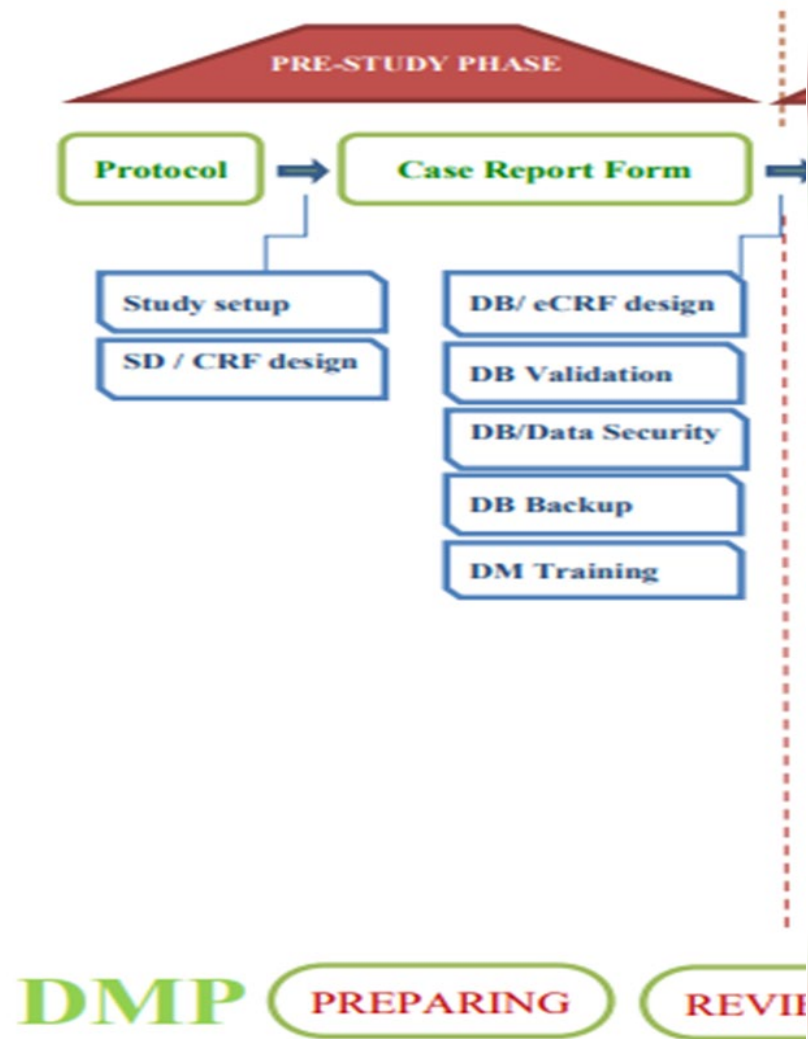 PRE-STUDY PHASE
Protocol
Case Report Form
Study setup
SD / CRF design
DB/ eCRF design
DB Validation
DB/Data Security
DB Backup
DM Training
DMP
PREPARING